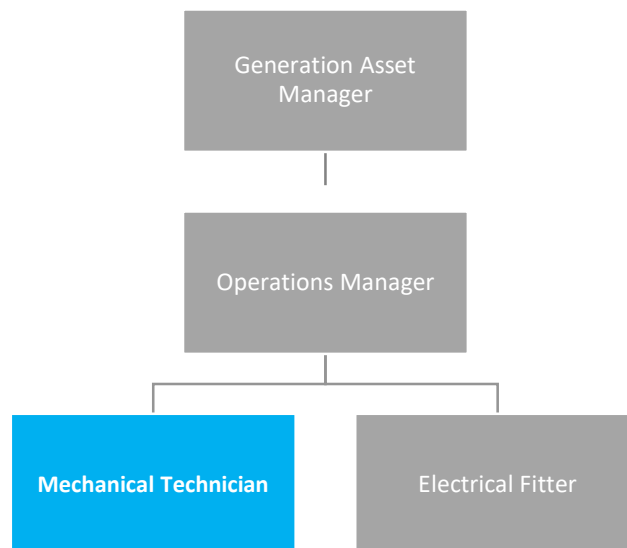 Generation Asset
Manager
Operations Manager
Mechanical Technician
Electrical Fitter